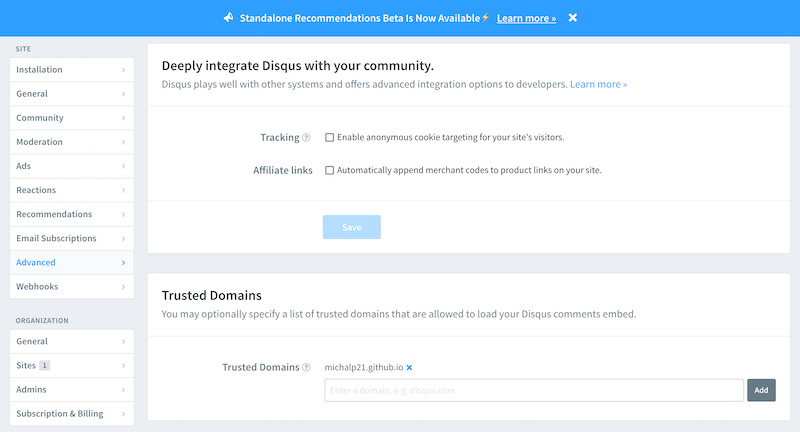 Standalone Recommendations Beta Is Now Available⚡ Learn more »
SITE
Installation
General
Community
Moderation
Ads
Reactions
Recommendations
Email Subscriptions
Advanced
Webhooks
ORGANIZATION
General
Sites 1
Admins
Subscription & Billing
Deeply integrate Disqus with your community.
Disqus plays well with other systems and offers advanced integration options to developers. Learn more »
Tracking ? Enable anonymous cookie targeting for your site's visitors.
Affiliate links Automatically append merchant codes to product links on your site.
Save
Trusted Domains
You may optionally specify a list of trusted domains that are allowed to load your Disqus comments embed.
Trusted Domains ? michalp21.github.io ×
Enter a domain, e.g. disqus.com Add